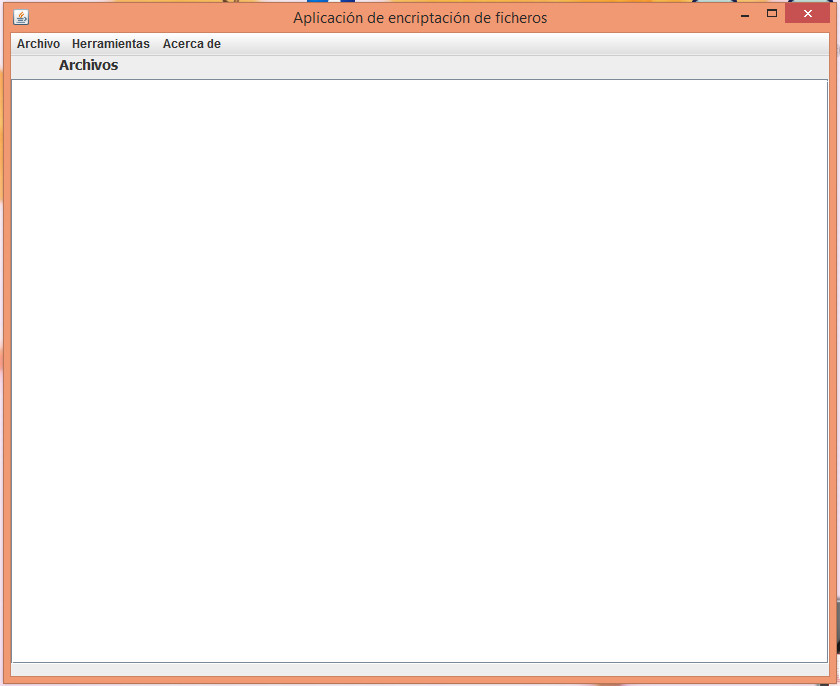 Aplicación de encriptación de ficheros
Archivo Herramientas Acerca de
Archivos